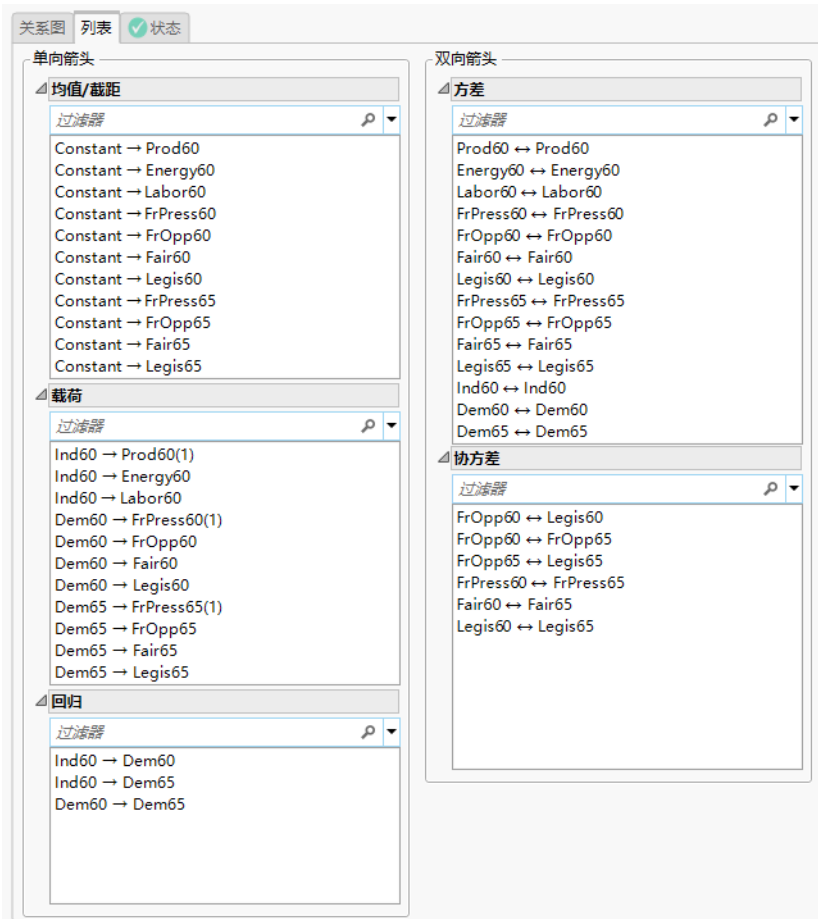 关系图 列表 状态
单向箭头
均值/截距
过滤器
Constant → Prod60
Constant → Energy60
Constant → Labor60
Constant → FrPress60
Constant → FrOpp60
Constant → Fair60
Constant → Legis60
Constant → FrPress65
Constant → FrOpp65
Constant → Fair65
Constant → Legis65
载荷
过滤器
Ind60 → Prod60(1)
Ind60 → Energy60
Ind60 → Labor60
Dem60 → FrPress60(1)
Dem60 → FrOpp60
Dem60 → Fair60
Dem60 → Legis60
Dem65 → FrPress65(1)
Dem65 → FrOpp65
Dem65 → Fair65
Dem65 → Legis65
回归
过滤器
Ind60 → Dem60
Ind60 → Dem65
Dem60 → Dem65
双向箭头
方差
过滤器
Prod60 ↔ Prod60
Energy60 ↔ Energy60
Labor60 ↔ Labor60
FrPress60 ↔ FrPress60
FrOpp60 ↔ FrOpp60
Fair60 ↔ Fair60
Legis60 ↔ Legis60
FrPress65 ↔ FrPress65
FrOpp65 ↔ FrOpp65
Fair65 ↔ Fair65
Legis65 ↔ Legis65
Ind60 ↔ Ind60
Dem60 ↔ Dem60
Dem65 ↔ Dem65
协方差
过滤器
FrOpp60 ↔ Legis60
FrOpp60 ↔ FrOpp65
FrOpp65 ↔ Legis65
FrPress60 ↔ FrPress65
Fair60 ↔ Fair65
Legis60 ↔ Legis65